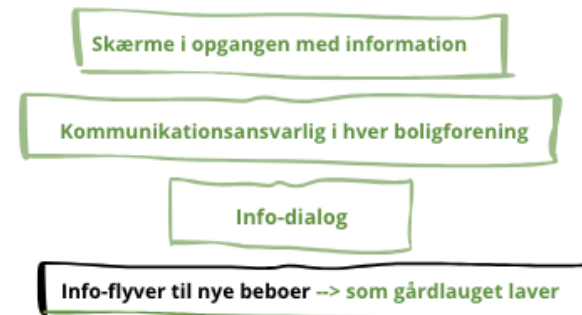 Skærme i opgangen med information
Kommunikationsansvarlig i hver boligforening
Info-dialog
Info-flyver til nye beboer --> som gårdlauget laver